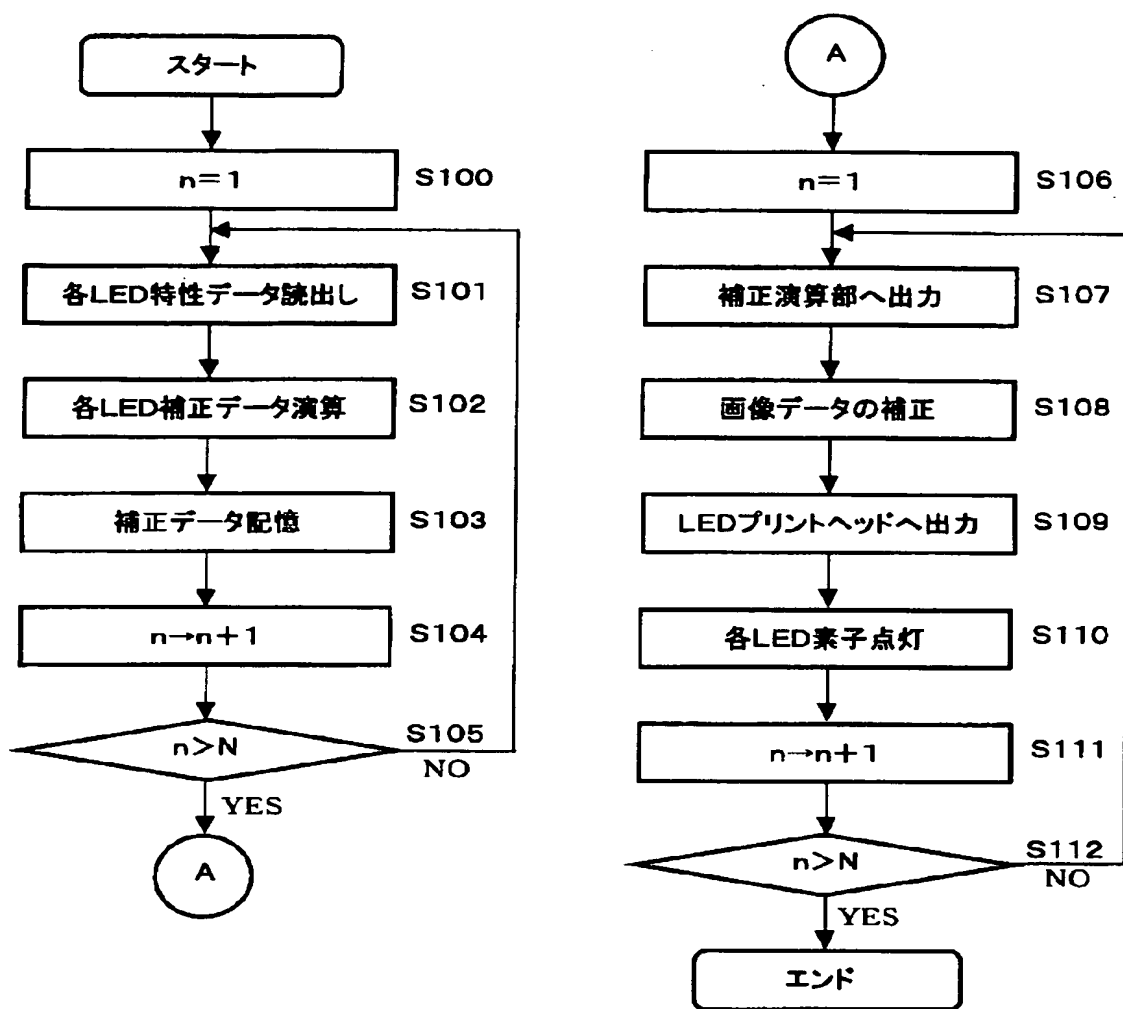 スタート
n=1 S100
各LED特性データ読出し S101
各LED補正データ演算 S102
補正データ記憶 S103
n→n+1 S104
n>N S105
NO
YES
A
A
n=1 S106
補正演算部へ出力 S107
画像データの補正 S108
LEDプリントヘッドへ出力 S109
各LED素子点灯 S110
n→n+1 S111
n>N S112
NO
YES
エンド